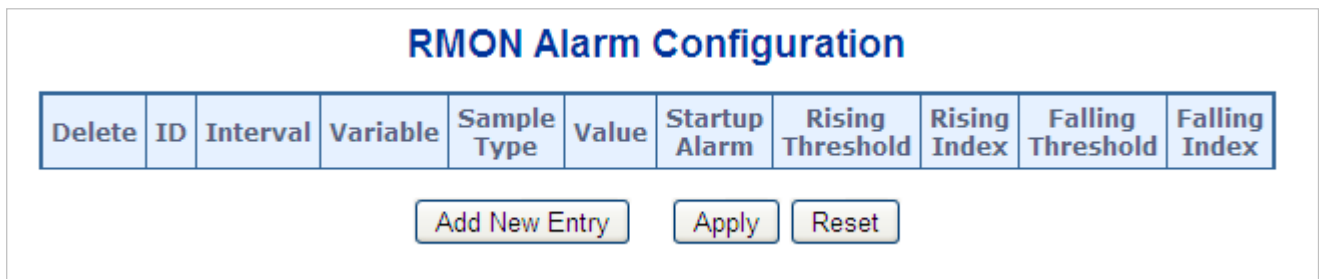 RMON Alarm Configuration
Delete ID Interval Variable Sample Type Value Startup Alarm Rising Threshold Rising Index Falling Threshold Falling Index
Add New Entry Apply Reset